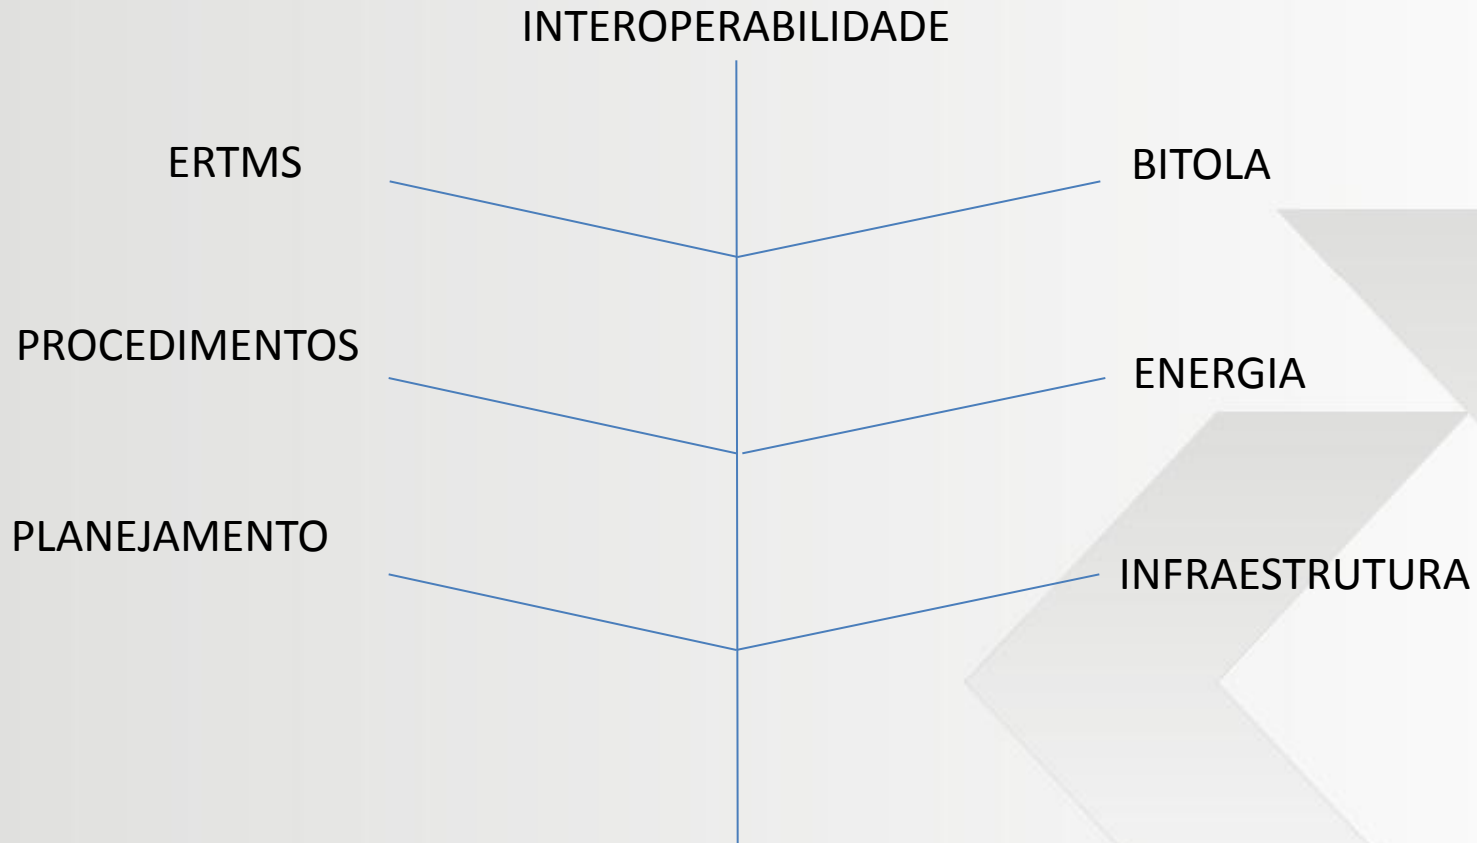 INTEROPERABILIDADE
ERTMS
BITOLA
PROCEDIMENTOS
ENERGIA
PLANEJAMENTO
INFRAESTRUTURA